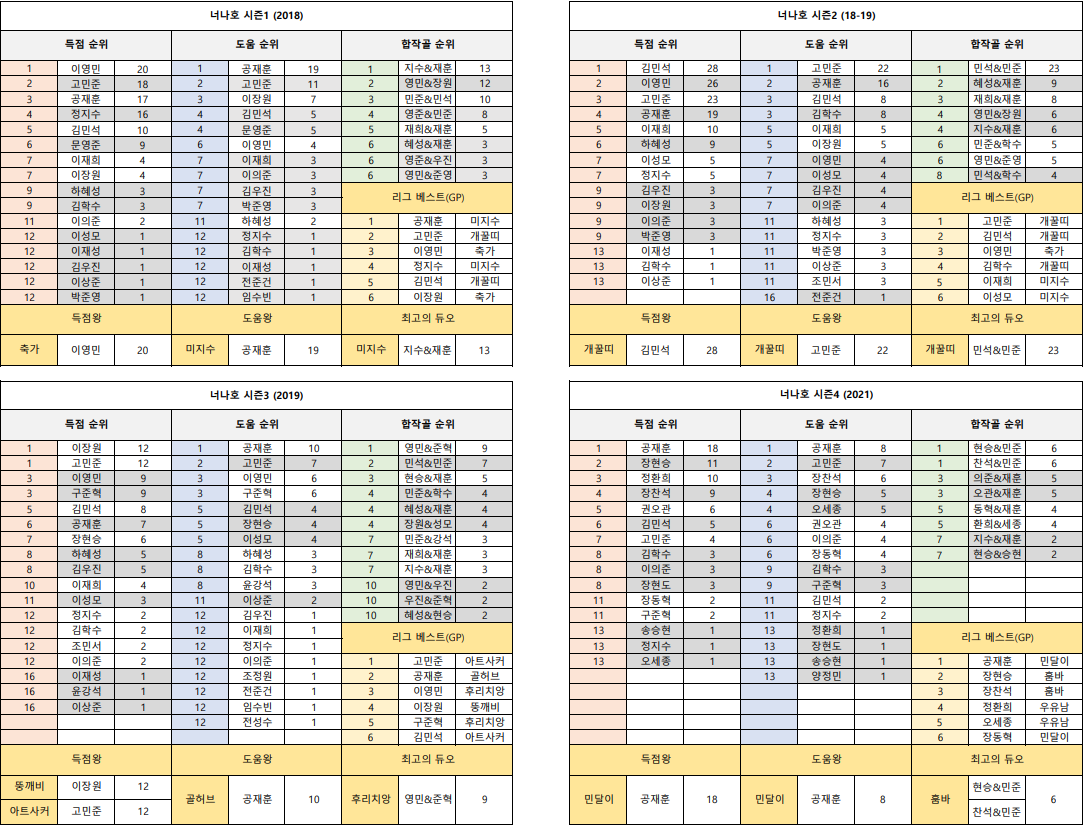 너나호 시즌1 (2018)
득점 순위 도움 순위 합작골 순위
1 이영민 20 1 공재훈 19 1 지수&재훈 13
2 고민준 18 2 고민준 11 2 영민&장원 12
3 공재훈 17 3 이장원 7 3 민준&민석 10
4 정지수 16 4 김민석 5 4 영준&민준 8
5 김민석 10 4 문영준 5 5 재희&재훈 5
6 문영준 9 6 이영민 4 6 혜성&재훈 3
7 이재희 4 7 이재희 3 6 영준&우진 3
7 이장원 4 7 이의준 3 6 영민&준영 3
9 하혜성 3 7 김우진 3 리그 베스트(GP)
9 김학수 3 7 박준영 3
11 이의준 2 11 하혜성 2 1 공재훈 미지수
12 이성모 1 12 정지수 1 2 고민준 개꿀띠
12 이재성 1 12 김학수 1 3 이영민 축가
12 김우진 1 12 이재성 1 4 정지수 미지수
12 이상준 1 12 전준건 1 5 김민석 개꿀띠
12 박준영 1 12 임수빈 1 6 이장원 축가
득점왕 도움왕 최고의 듀오
축가 이영민 20 미지수 공재훈 19 미지수 지수&재훈 13
너나호 시즌2 (18-19)
득점 순위 도움 순위 합작골 순위
1 김민석 28 1 고민준 22 1 민석&민준 23
2 이영민 26 2 공재훈 16 2 혜성&재훈 9
3 고민준 23 3 김민석 8 3 재희&재훈 8
4 공재훈 19 3 김학수 8 4 영민&장원 6
5 이재희 10 5 이재희 5 4 지수&재훈 6
6 하혜성 9 5 이장원 5 6 민준&학수 5
7 이성모 5 7 이영민 4 6 영민&준영 5
7 정지수 5 7 이성모 4 8 민석&학수 4
9 김우진 3 7 김우진 4 리그 베스트(GP)
9 이장원 3 7 이의준 4
9 이의준 3 11 하혜성 3 1 고민준 개꿀띠
9 박준영 3 11 정지수 3 2 김민석 개꿀띠
13 이재성 1 11 박준영 3 3 이영민 축가
13 김학수 1 11 이상준 3 4 김학수 개꿀띠
13 이상준 1 11 조민서 3 5 이재희 미지수
16 전준건 1 6 이성모 미지수
득점왕 도움왕 최고의 듀오
개꿀띠 김민석 28 개꿀띠 고민준 22 개꿀띠 민석&민준 23
너나호 시즌3 (2019)
득점 순위 도움 순위 합작골 순위
1 이장원 12 1 공재훈 10 1 영민&준혁 9
1 고민준 12 2 고민준 7 2 민석&민준 7
3 이영민 9 3 이영민 6 3 현승&재훈 5
3 구준혁 9 3 구준혁 6 4 민준&학수 4
5 김민석 8 5 김민석 4 4 혜성&재훈 4
6 공재훈 7 5 장현승 4 4 장원&성모 4
7 장현승 6 5 이성모 4 7 민준&강석 3
8 하혜성 5 8 하혜성 3 7 재희&재훈 3
8 김우진 5 8 김학수 3 7 지수&재훈 3
10 이재희 4 8 윤강석 3 10 영민&우진 2
11 이성모 3 11 이상준 2 10 우진&준혁 2
12 정지수 2 12 김우진 1 10 혜성&현승 2
12 김학수 2 12 이재희 1 리그 베스트(GP)
12 조민서 2 12 정지수 1
12 이의준 2 12 이의준 1 1 고민준 아트사커
16 이재성 1 12 조정원 1 2 공재훈 골허브
16 윤강석 1 12 전준건 1 3 이영민 후리치앙
16 이상준 1 12 임수빈 1 4 이장원 뚱깨비
12 전성수 1 5 구준혁 후리치앙
6 김민석 아트사커
득점왕 도움왕 최고의 듀오
뚱깨비 이장원 12 골허브 공재훈 10 후리치앙 영민&준혁 9
아트사커 고민준 12
너나호 시즌4 (2021)
득점 순위 도움 순위 합작골 순위
1 공재훈 18 1 공재훈 8 1 현승&민준 6
2 장현승 11 2 고민준 7 1 찬석&민준 6
3 정환희 10 3 장찬석 6 3 의준&재훈 5
4 장찬석 9 4 장현승 5 3 오관&재훈 5
5 권오관 6 4 오세종 5 5 동혁&재훈 4
6 김민석 5 6 권오관 4 5 환희&세종 4
7 고민준 4 6 이의준 4 7 지수&재훈 2
8 김학수 3 6 장동혁 4 7 현승&승현 2
8 이의준 3 9 김학수 3
8 장현도 3 9 구준혁 3
11 장동혁 2 11 김민석 2
11 구준혁 2 11 정지수 2
13 송승현 1 13 정환희 1 리그 베스트(GP)
13 정지수 1 13 장현도 1
13 오세종 1 13 송승현 1 1 공재훈 민달이
13 양정민 1 2 장현승 홈바
3 장찬석 홈바
4 정환희 우유남
5 오세종 우유남
6 장동혁 민달이
득점왕 도움왕 최고의 듀오
민달이 공재훈 18 민달이 공재훈 8 홈바 현승&민준 6
찬석&민준